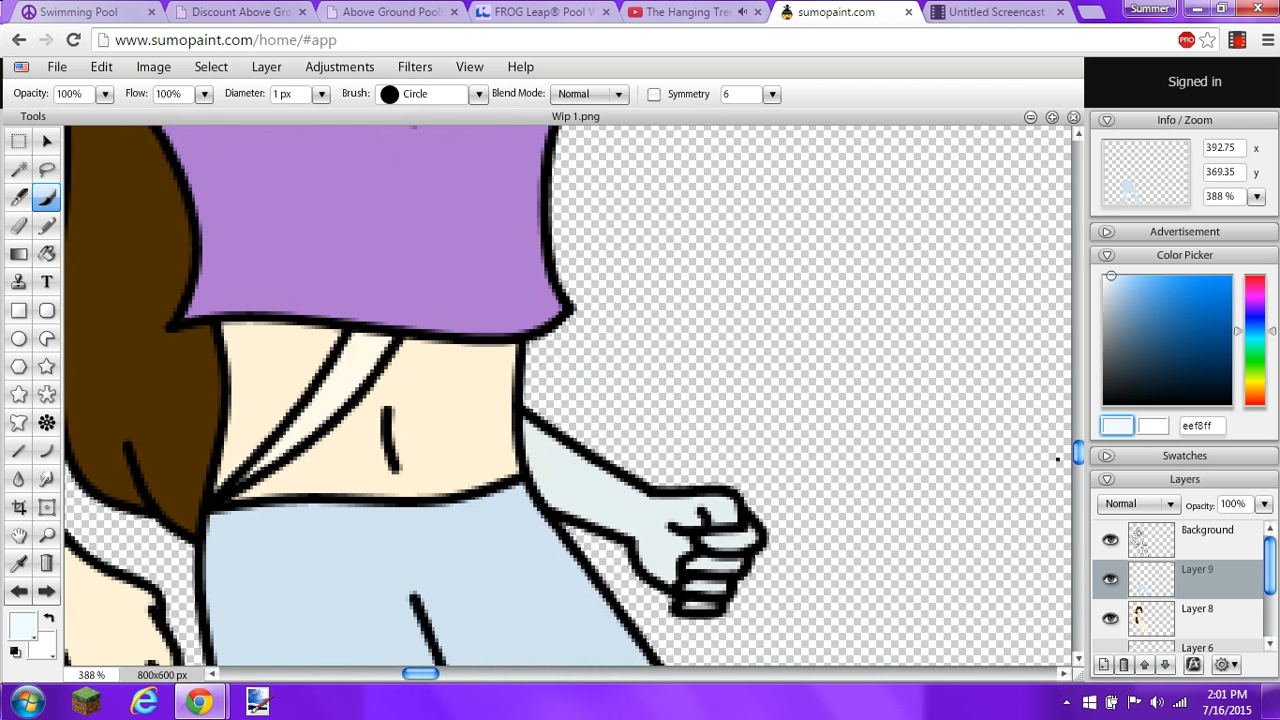 Swimming Pool
Discount Above Gro
Above Ground Pools
FROG Leap® Pool W
The Hanging Tre
sumopaint.com
Untitled Screencast
Summer
www.sumopaint.com/home/#app
PRO
File Edit Image Select Layer Adjustments Filters View Help
Opacity: 100% Flow: 100% Diameter: 1 px Brush: Circle Blend Mode: Normal Symmetry 6
Signed in
Tools
Wip 1.png
Info / Zoom
392.75 x
369.35 y
388 %
Advertisement
Color Picker
eef8ff
Swatches
Layers
Normal Opacity: 100%
Background
Layer 9
Layer 8
Layer 6
T
388 % 800x600 px
2:01 PM
7/16/2015